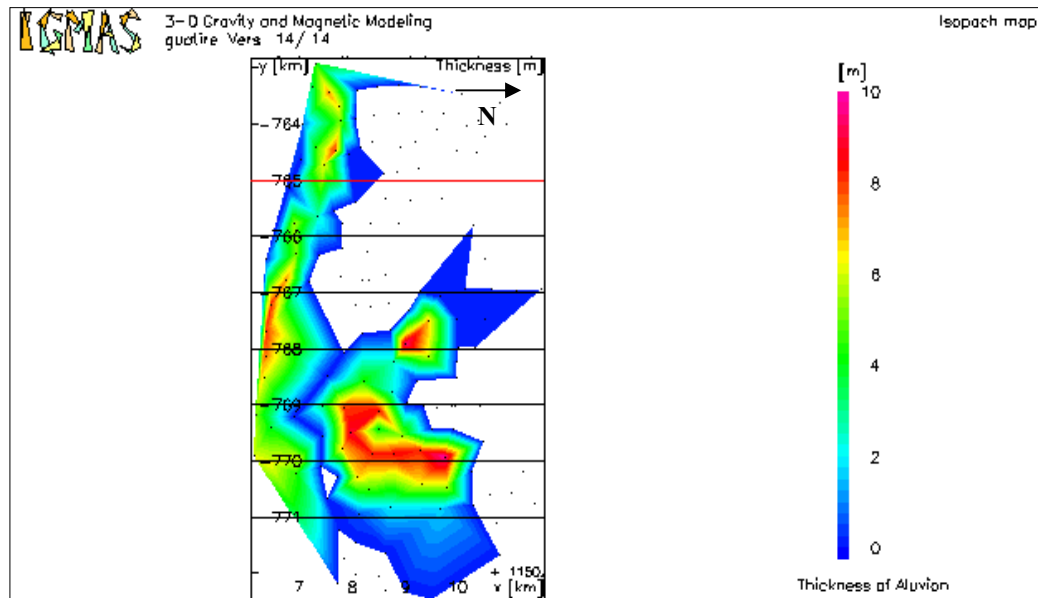 IGMAS 3-D Gravity and Magnetic Modeling
guatire Vers 14/14
Isopach map
-y [km] Thickness [m]
N
-764
-765
-766
-767
-768
-769
-770
-771
+ 1150
7 8 9 10 x [km]
[m]
10
8
6
4
2
0
Thickness of Aluvion